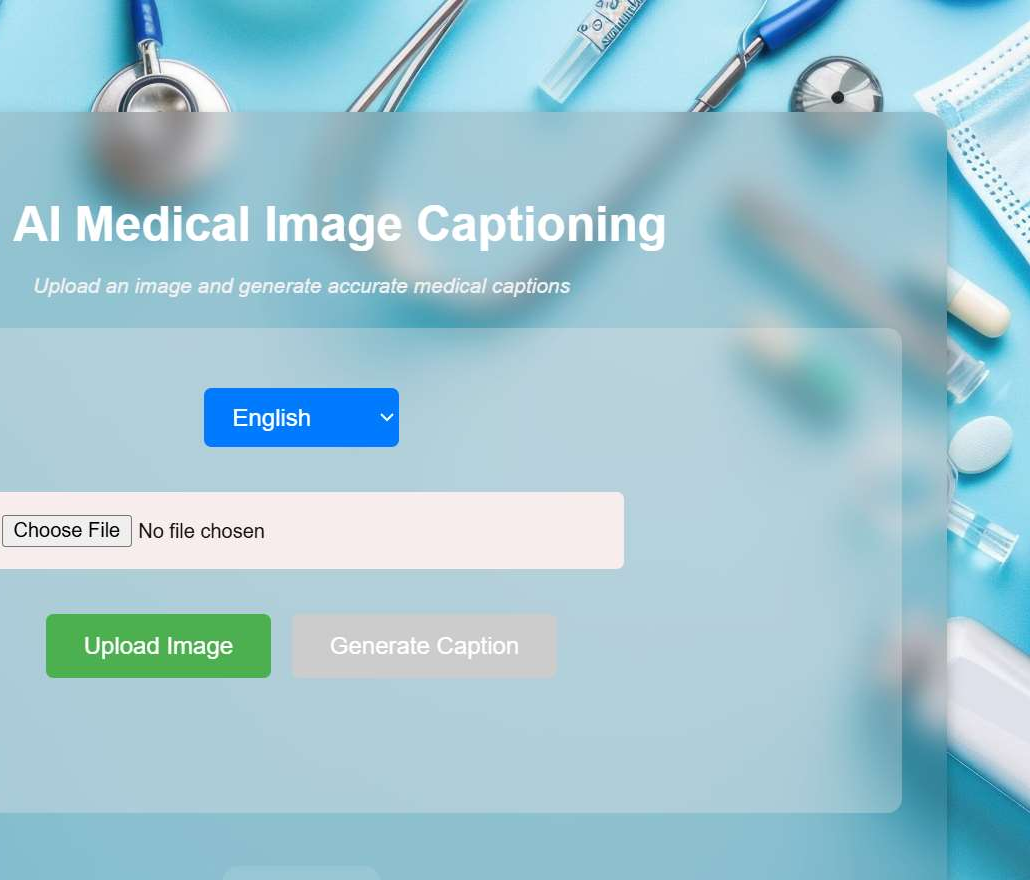 AI Medical Image Captioning
Upload an image and generate accurate medical captions
English
Choose File No file chosen
Upload Image Generate Caption